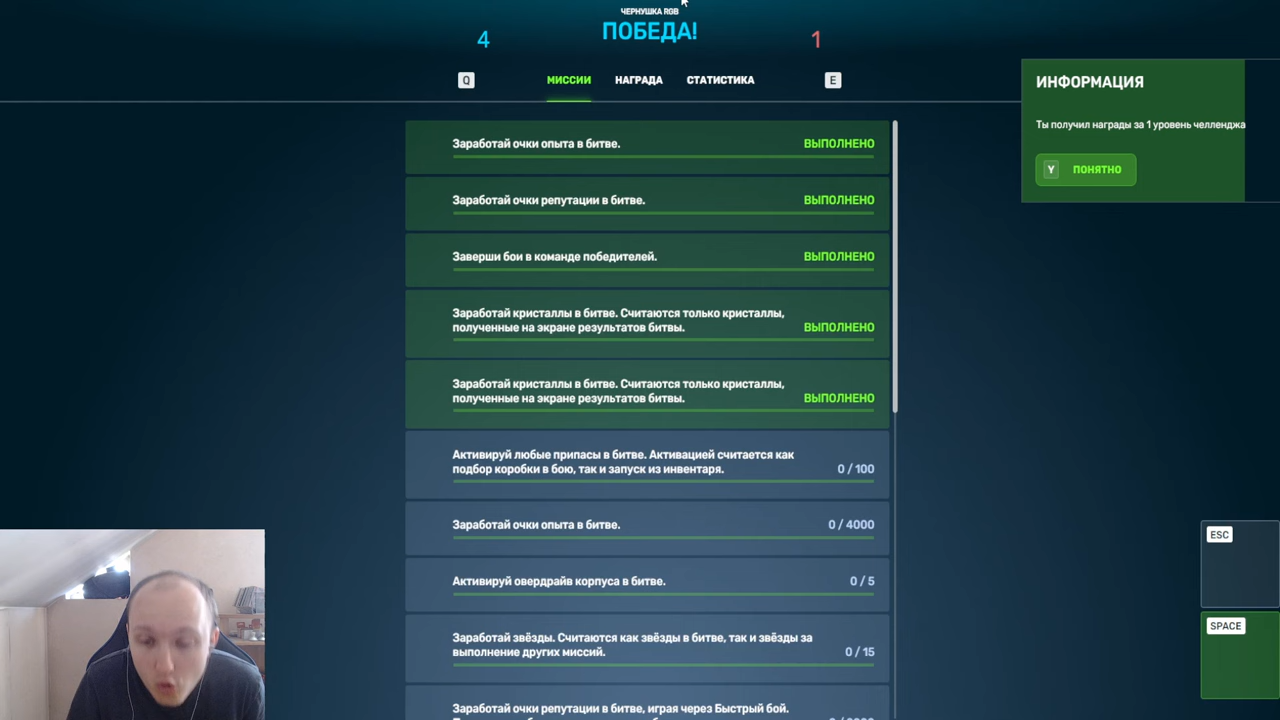 ЧЕРНУШКА RGB
4
ПОБЕДА!
1
Q
МИССИИ
НАГРАДА
СТАТИСТИКА
E
ИНФОРМАЦИЯ
Ты получил награды за 1 уровень челленджа
Y
ПОНЯТНО
Заработай очки опыта в битве.
ВЫПОЛНЕНО
Заработай очки репутации в битве.
ВЫПОЛНЕНО
Заверши бои в команде победителей.
ВЫПОЛНЕНО
Заработай кристаллы в битве. Считаются только кристаллы,
полученные на экране результатов битвы.
ВЫПОЛНЕНО
Заработай кристаллы в битве. Считаются только кристаллы,
полученные на экране результатов битвы.
ВЫПОЛНЕНО
Активируй любые припасы в битве. Активацией считается как
подбор коробки в бою, так и запуск из инвентаря.
0 / 100
Заработай очки опыта в битве.
0 / 4000
Активируй овердрайв корпуса в битве.
0 / 5
Заработай звёзды. Считаются как звёзды в битве, так и звёзды за
выполнение других миссий.
0 / 15
Заработай очки репутации в битве, играя через Быстрый бой.
ESC
SPACE